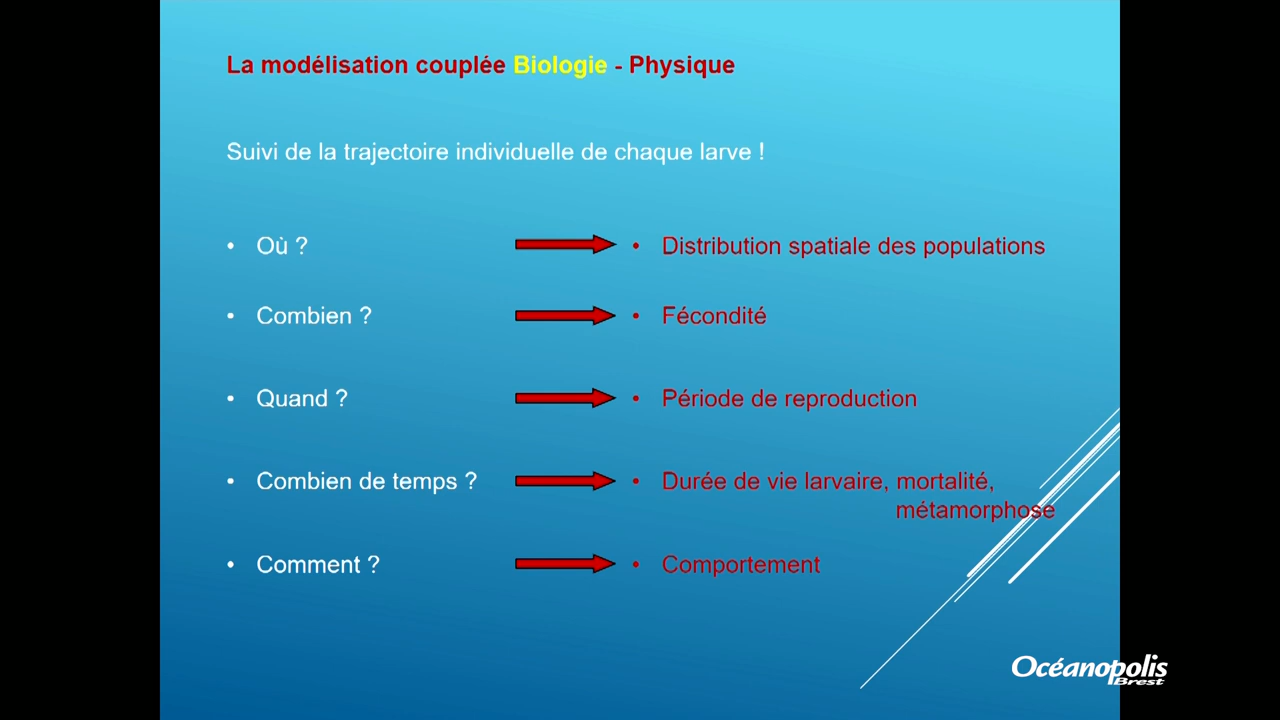 La modélisation couplée Biologie - Physique
Suivi de la trajectoire individuelle de chaque larve !
• Où ? • Distribution spatiale des populations
• Combien ? • Fécondité
• Quand ? • Période de reproduction
• Combien de temps ? • Durée de vie larvaire, mortalité,
métamorphose
• Comment ? • Comportement
Océanopolis
Brest